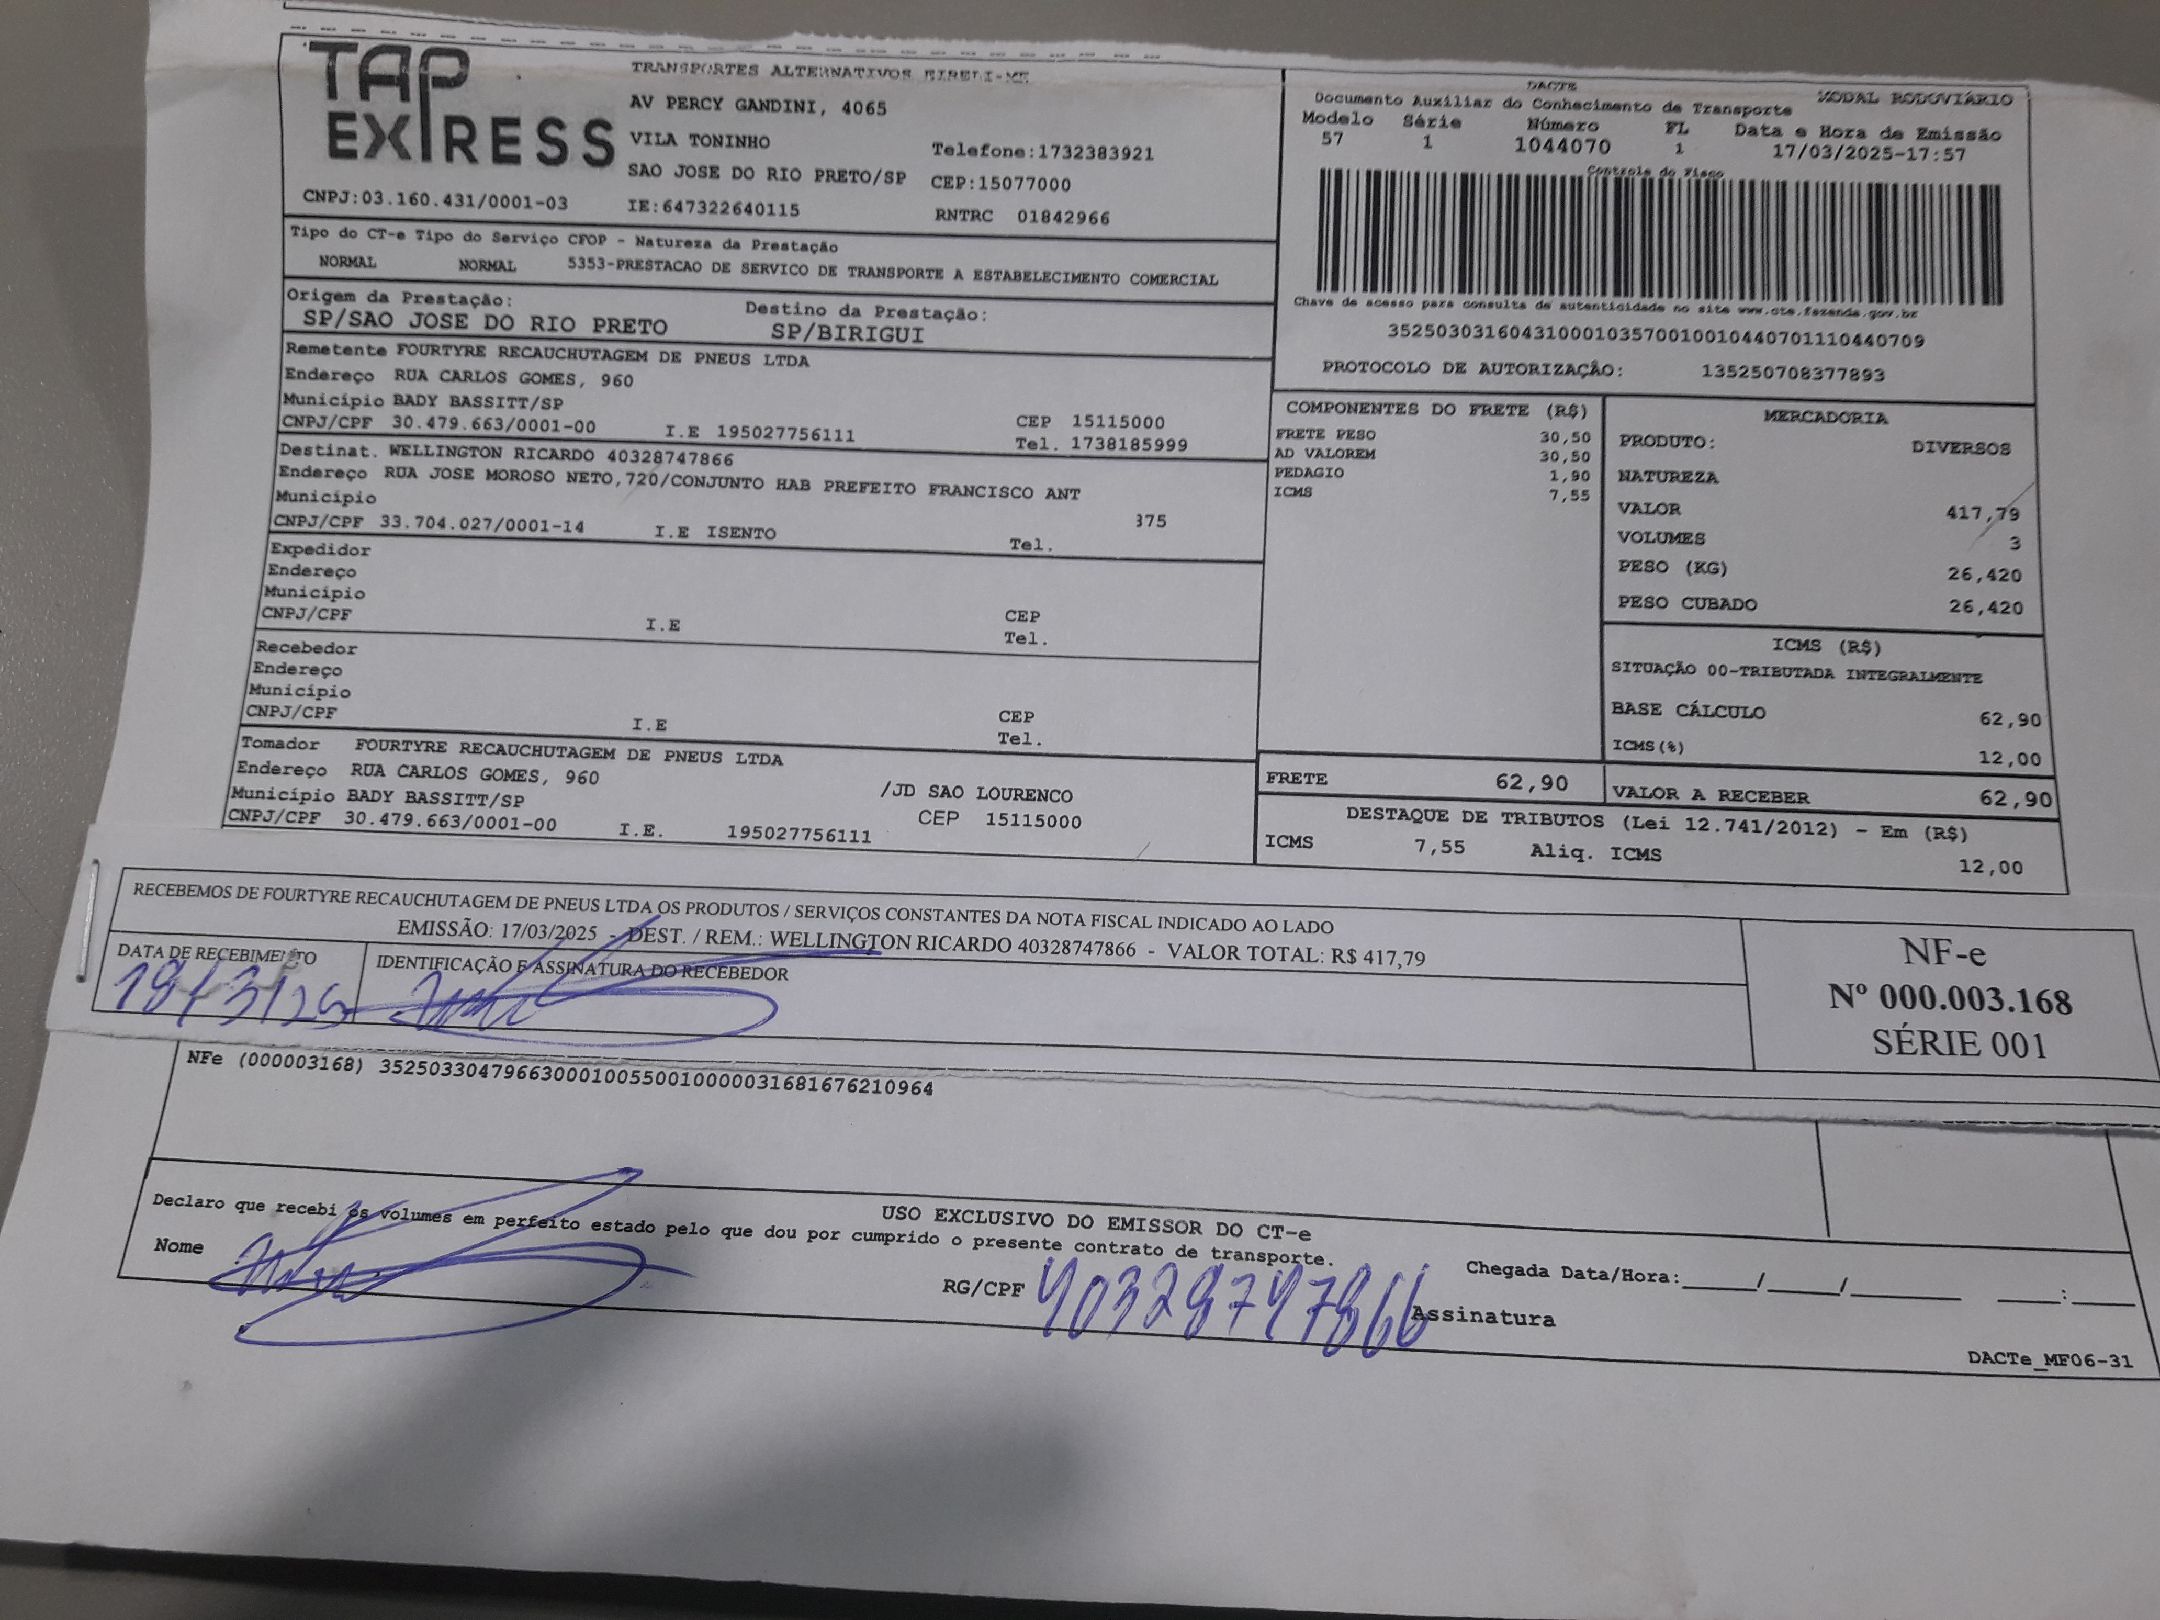 TAP EXPRESS
TRANSPORTES ALTERNATIVOS EIRELI-ME
AV PERCY GANDINI, 4065
VILA TONINHO Telefone:1732383921
SAO JOSE DO RIO PRETO/SP CEP:15077000
CNPJ:03.160.431/0001-03 IE:647322640115 RNTRC 01842966
DACTE MODAL RODOVIÁRIO
Documento Auxiliar do Conhecimento de Transporte
Modelo Série Número FL Data e Hora de Emissão
57 1 1044070 1 17/03/2025-17:57
Controle do Fisco
Chave de acesso para consulta de autenticidade no site www.cte.fazenda.gov.br
35250303160431000103570010010440701110440709
PROTOCOLO DE AUTORIZAÇÃO: 135250708377893
Tipo do CT-e Tipo do Serviço CFOP - Natureza da Prestação
NORMAL NORMAL 5353-PRESTACAO DE SERVICO DE TRANSPORTE A ESTABELECIMENTO COMERCIAL
Origem da Prestação: Destino da Prestação:
SP/SAO JOSE DO RIO PRETO SP/BIRIGUI
Remetente FOURTYRE RECAUCHUTAGEM DE PNEUS LTDA
Endereço RUA CARLOS GOMES, 960
Município BADY BASSITT/SP CEP 15115000
CNPJ/CPF 30.479.663/0001-00 I.E 195027756111 Tel. 1738185999
Destinat. WELLINGTON RICARDO 40328747866
Endereço RUA JOSE MOROSO NETO,720/CONJUNTO HAB PREFEITO FRANCISCO ANT
Município 375
CNPJ/CPF 33.704.027/0001-14 I.E ISENTO Tel.
Expedidor
Endereço
Município CEP
CNPJ/CPF I.E Tel.
Recebedor
Endereço
Município CEP
CNPJ/CPF I.E Tel.
Tomador FOURTYRE RECAUCHUTAGEM DE PNEUS LTDA
Endereço RUA CARLOS GOMES, 960 /JD SAO LOURENCO
Município BADY BASSITT/SP CEP 15115000
CNPJ/CPF 30.479.663/0001-00 I.E. 195027756111
COMPONENTES DO FRETE (R$)
FRETE PESO 30,50
AD VALOREM 30,50
PEDAGIO 1,90
ICMS 7,55
MERCADORIA
PRODUTO: DIVERSOS
NATUREZA
VALOR 417,79
VOLUMES 3
PESO (KG) 26,420
PESO CUBADO 26,420
ICMS (R$)
SITUAÇÃO 00-TRIBUTADA INTEGRALMENTE
BASE CÁLCULO 62,90
ICMS(%) 12,00
FRETE 62,90 VALOR A RECEBER 62,90
DESTAQUE DE TRIBUTOS (Lei 12.741/2012) - Em (R$)
ICMS 7,55 Aliq. ICMS 12,00
RECEBEMOS DE FOURTYRE RECAUCHUTAGEM DE PNEUS LTDA OS PRODUTOS / SERVIÇOS CONSTANTES DA NOTA FISCAL INDICADO AO LADO
EMISSÃO: 17/03/2025 - DEST. / REM.: WELLINGTON RICARDO 40328747866 - VALOR TOTAL: R$ 417,79
DATA DE RECEBIMENTO IDENTIFICAÇÃO E ASSINATURA DO RECEBEDOR
NF-e
Nº 000.003.168
SÉRIE 001
NFe (000003168) 35250330479663000100550010000031681676210964
USO EXCLUSIVO DO EMISSOR DO CT-e
Declaro que recebi os volumes em perfeito estado pelo que dou por cumprido o presente contrato de transporte.
Nome RG/CPF 40328747866 Chegada Data/Hora:_____/_____/_______ ____:____
Assinatura
DACTe_MF06-31